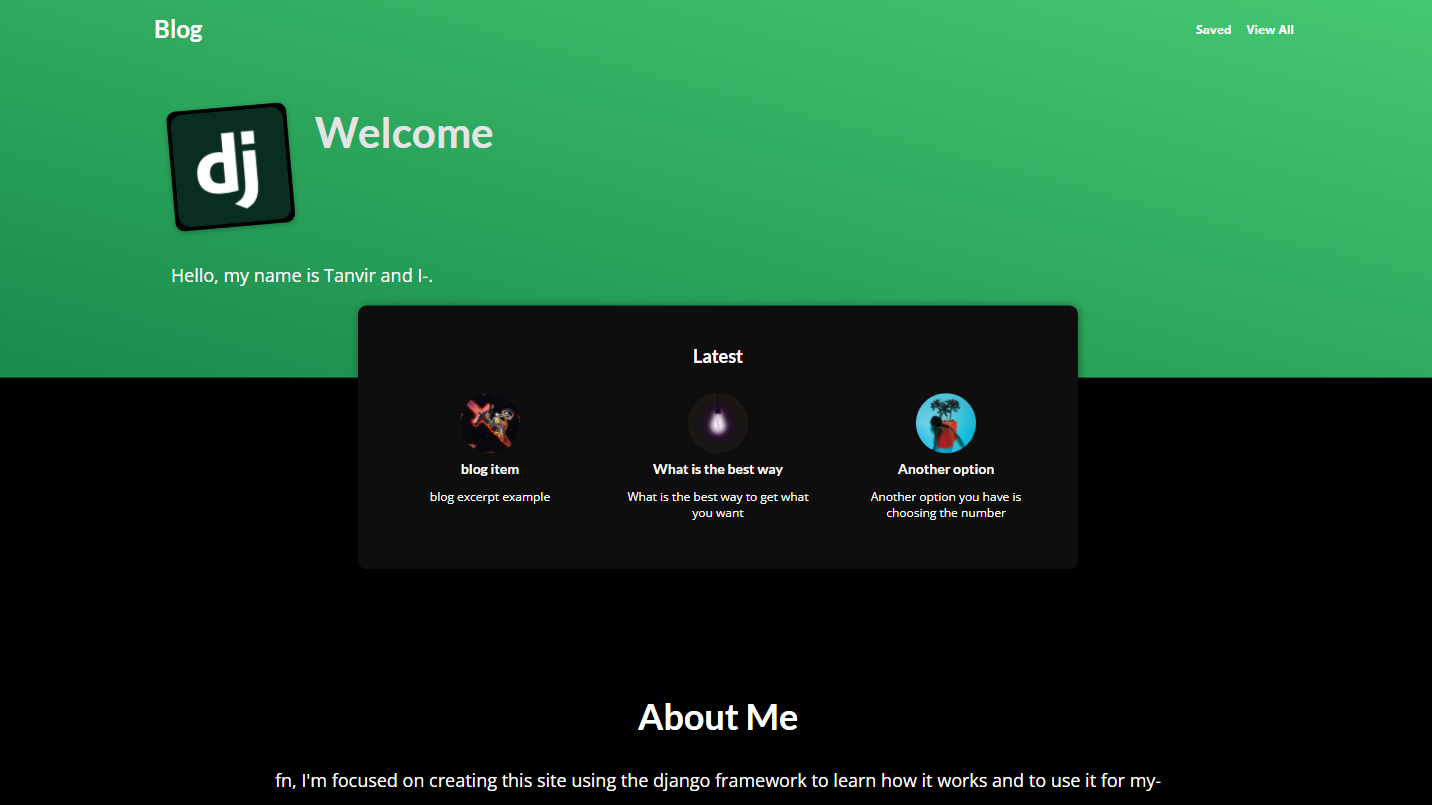 Blog
Saved View All
dj
Welcome
Hello, my name is Tanvir and I-.
Latest
blog item
blog excerpt example
What is the best way
What is the best way to get what
you want
Another option
Another option you have is
choosing the number
About Me
fn, I'm focused on creating this site using the django framework to learn how it works and to use it for my-